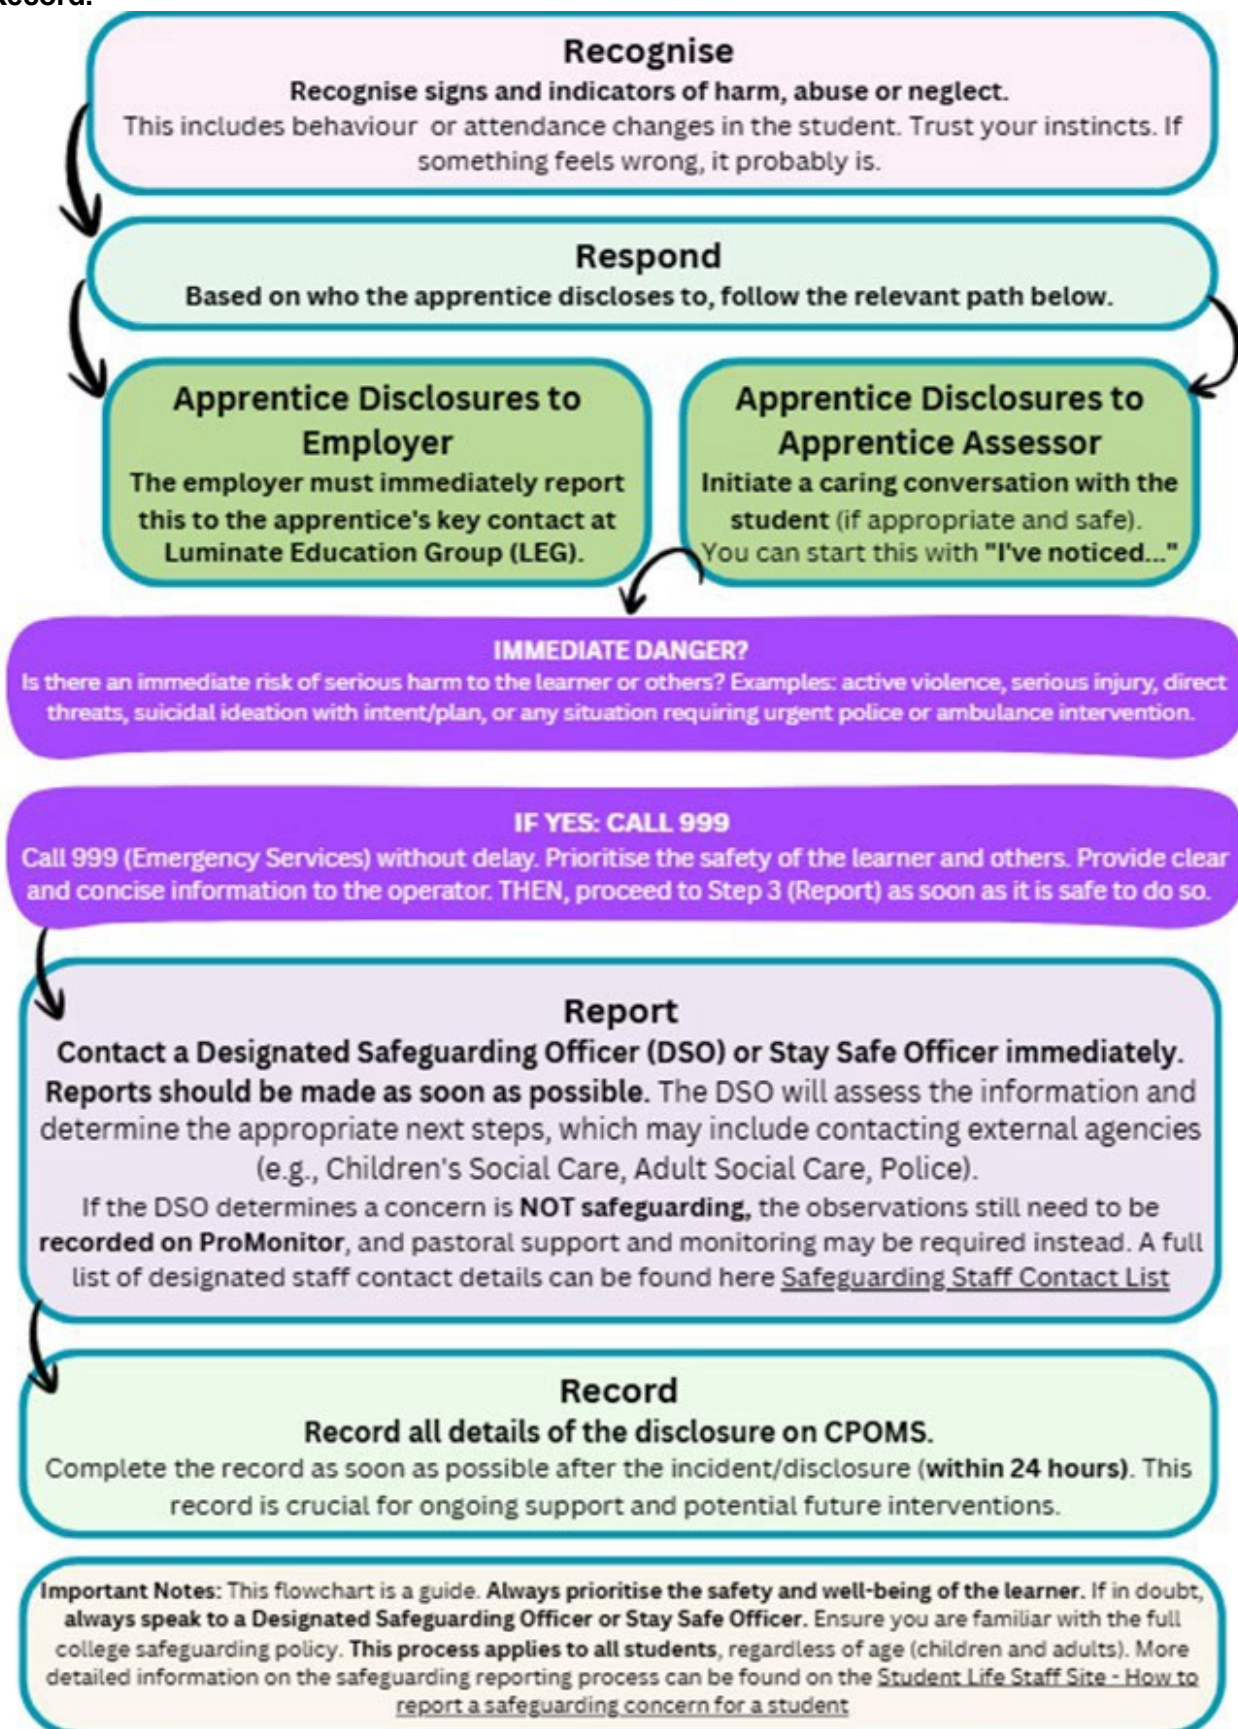 Record.
Recognise
Recognise signs and indicators of harm, abuse or neglect.
This includes behaviour or attendance changes in the student. Trust your instincts. If
something feels wrong, it probably is.
Respond
Based on who the apprentice discloses to, follow the relevant path below.
Apprentice Disclosures to
Employer
The employer must immediately report
this to the apprentice's key contact at
Luminate Education Group (LEG).
Apprentice Disclosures to
Apprentice Assessor
Initiate a caring conversation with the
student (if appropriate and safe).
You can start this with "I've noticed..."
IMMEDIATE DANGER?
Is there an immediate risk of serious harm to the learner or others? Examples: active violence, serious injury, direct
threats, suicidal ideation with intent/plan, or any situation requiring urgent police or ambulance intervention.
IF YES: CALL 999
Call 999 (Emergency Services) without delay. Prioritise the safety of the learner and others. Provide clear
and concise information to the operator. THEN, proceed to Step 3 (Report) as soon as it is safe to do so.
Report
Contact a Designated Safeguarding Officer (DSO) or Stay Safe Officer immediately.
Reports should be made as soon as possible. The DSO will assess the information and
determine the appropriate next steps, which may include contacting external agencies
(e.g., Children's Social Care, Adult Social Care, Police).
If the DSO determines a concern is NOT safeguarding, the observations still need to be
recorded on ProMonitor, and pastoral support and monitoring may be required instead. A full
list of designated staff contact details can be found here Safeguarding Staff Contact List
Record
Record all details of the disclosure on CPOMS.
Complete the record as soon as possible after the incident/disclosure (within 24 hours). This
record is crucial for ongoing support and potential future interventions.
Important Notes: This flowchart is a guide. Always prioritise the safety and well-being of the learner. If in doubt,
always speak to a Designated Safeguarding Officer or Stay Safe Officer. Ensure you are familiar with the full
college safeguarding policy. This process applies to all students, regardless of age (children and adults). More
detailed information on the safeguarding reporting process can be found on the Student Life Staff Site - How to
report a safeguarding concern for a student